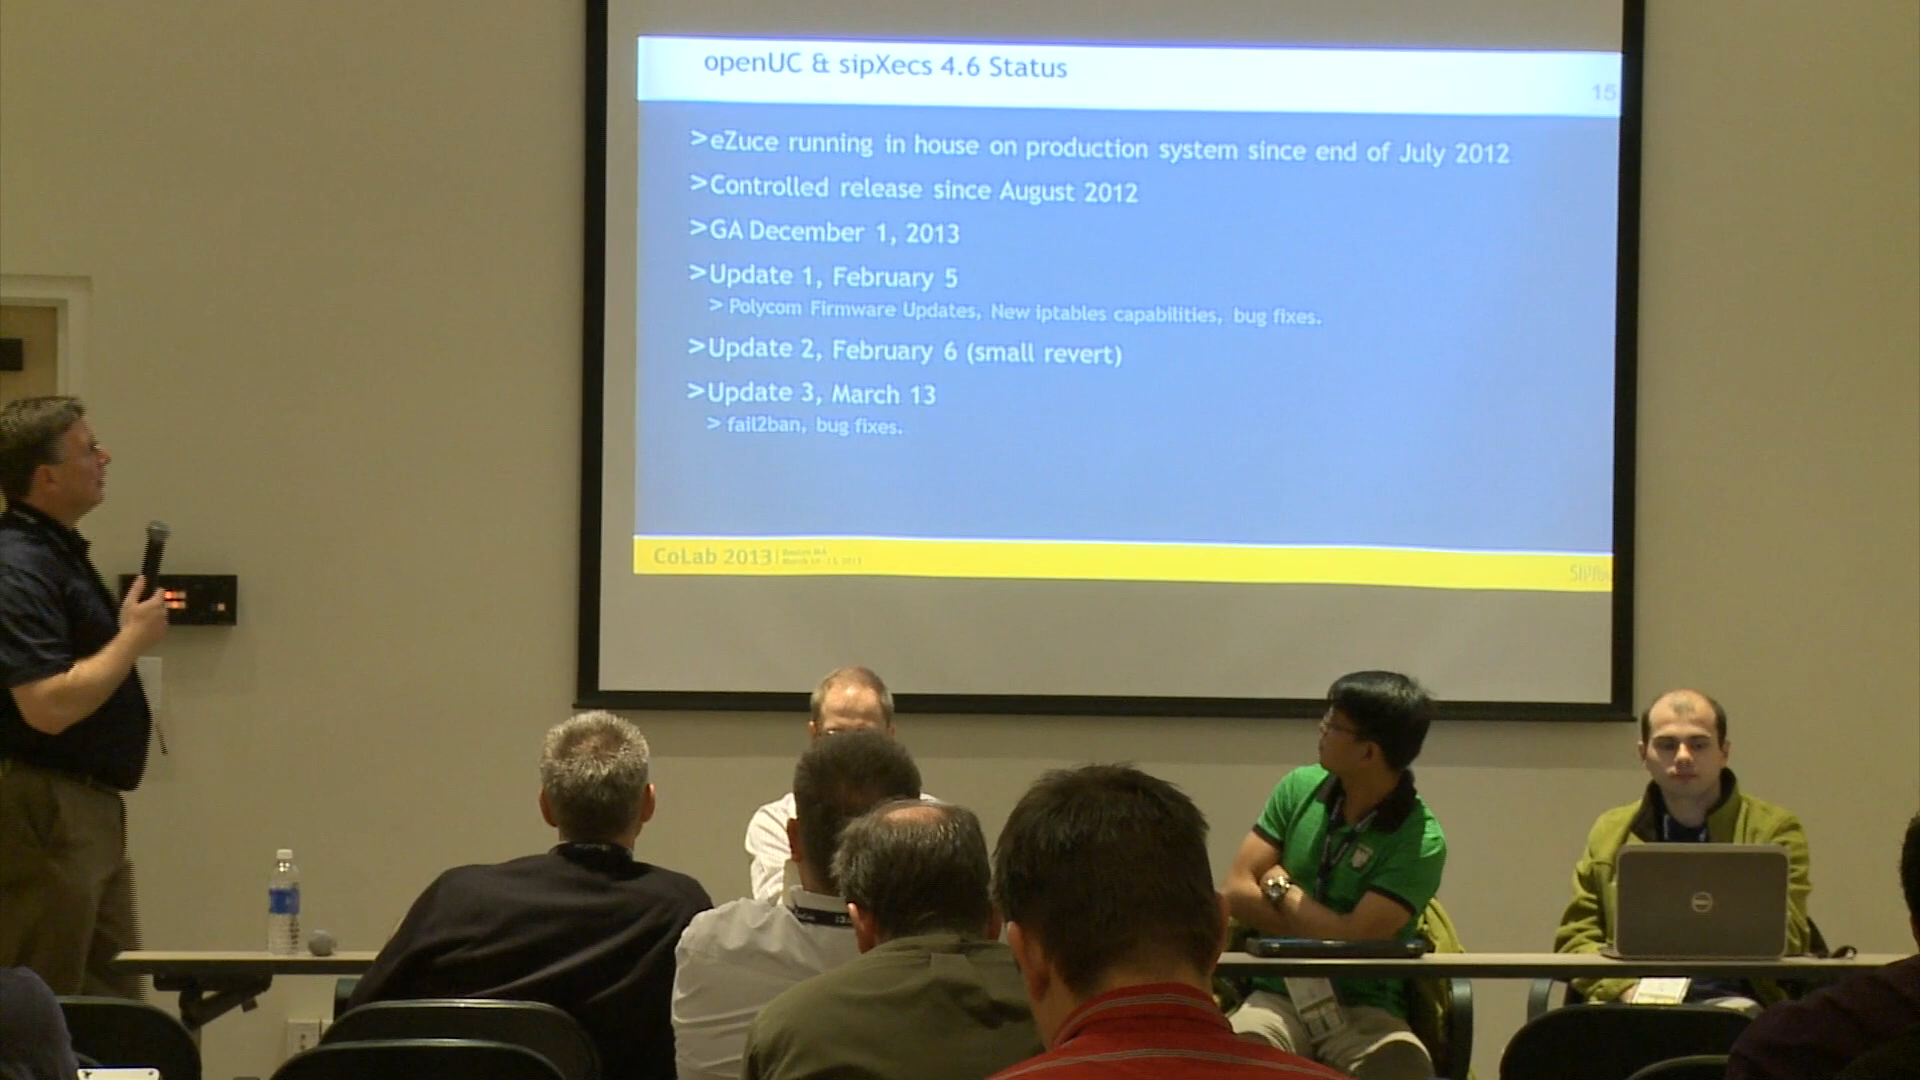 openUC & sipXecs 4.6 Status
15
>eZuce running in house on production system since end of July 2012
>Controlled release since August 2012
>GA December 1, 2013
>Update 1, February 5
> Polycom Firmware Updates, New iptables capabilities, bug fixes.
>Update 2, February 6 (small revert)
>Update 3, March 13
> fail2ban, bug fixes.
CoLab 2013